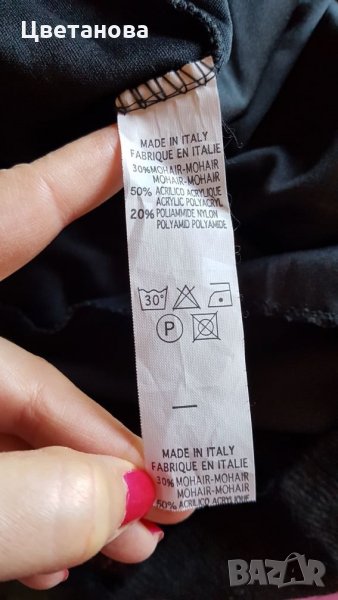 Цветанова
MADE IN ITALY
FABRIQUE EN ITALIE
30% MOHAIR-MOHAIR
MOHAIR-MOHAIR
50% ACRILICO ACRYLIQUE
ACRYLIC POLYACRYL
20% POLIAMMIDE NYLON
POLYAMID POLYAMIDE
30°
P
MADE IN ITALY
FABRIQUE EN ITALIE
30% MOHAIR-MOHAIR
MOHAIR-MOHAIR
50% ACRILICO ACRYLIQUE
BAZAR